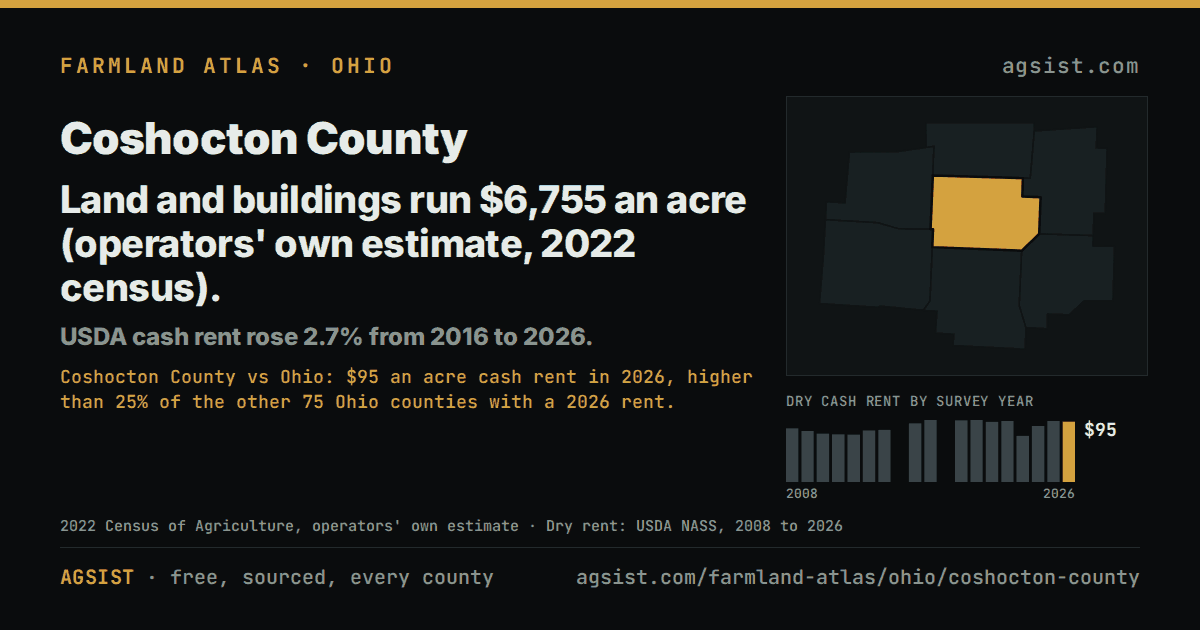 FARMLAND ATLAS · OHIO
agsist.com
Coshocton County
Land and buildings run $6,755 an acre
(operators' own estimate, 2022
census).
USDA cash rent rose 2.7% from 2016 to 2026.
Coshocton County vs Ohio: $95 an acre cash rent in 2026, higher
than 25% of the other 75 Ohio counties with a 2026 rent.
DRY CASH RENT BY SURVEY YEAR
$95
2008
2026
2022 Census of Agriculture, operators' own estimate · Dry rent: USDA NASS, 2008 to 2026
AGSIST · free, sourced, every county
agsist.com/farmland-atlas/ohio/coshocton-county